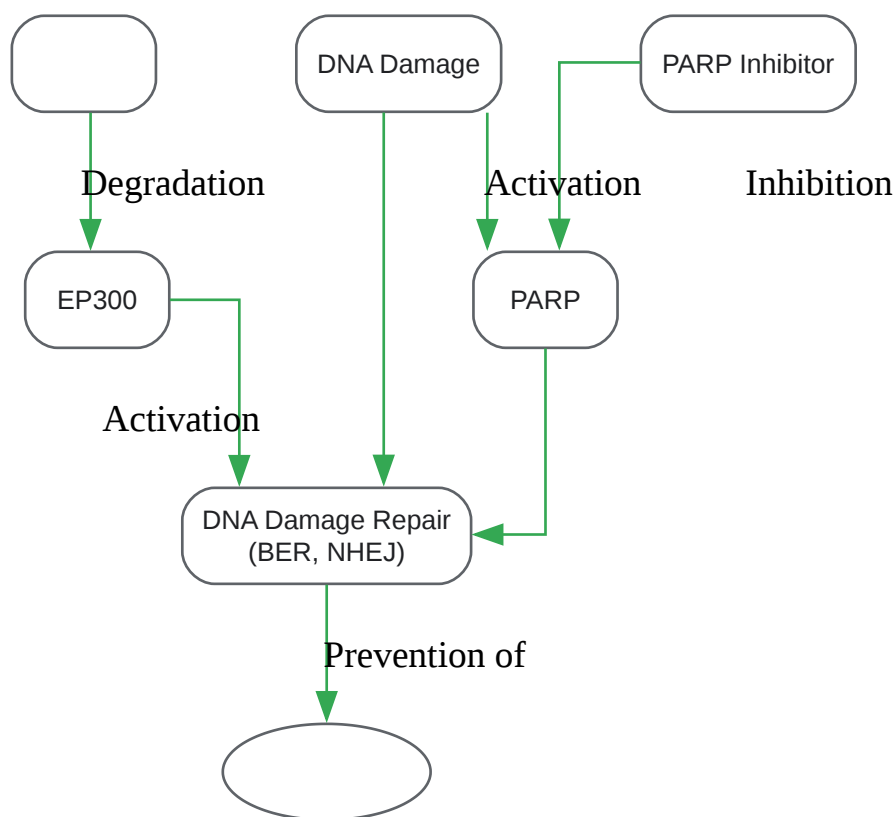 DNA Damage
PARP Inhibitor
Degradation
Activation
Inhibition
EP300
PARP
Activation
DNA Damage Repair
(BER, NHEJ)
Prevention of